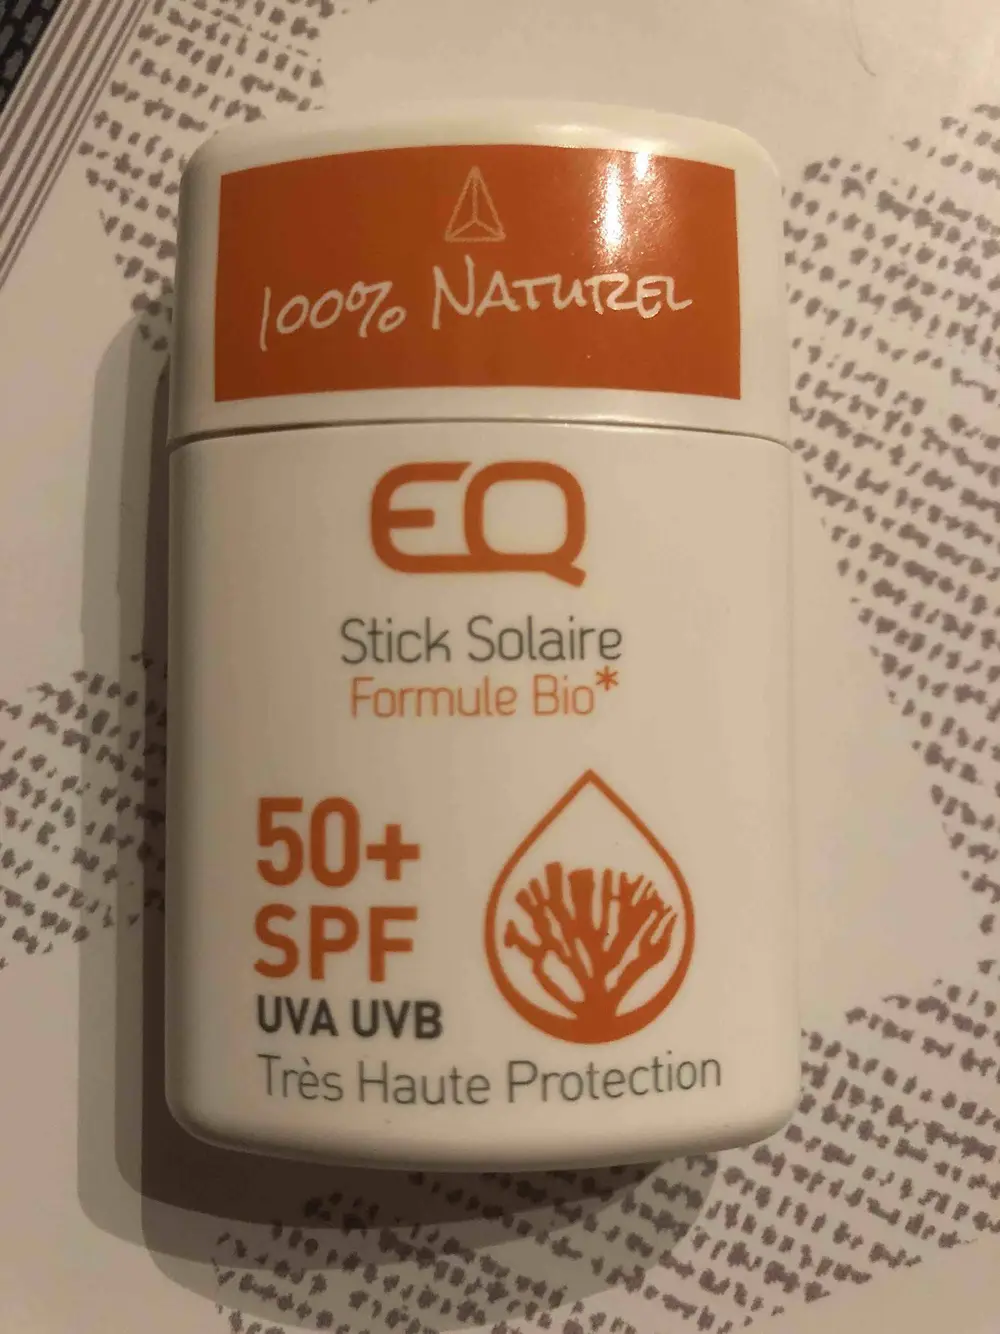 100% NATUREL
EQ
Stick Solaire
Formule Bio*
50+
SPF
UVA UVB
Très Haute Protection